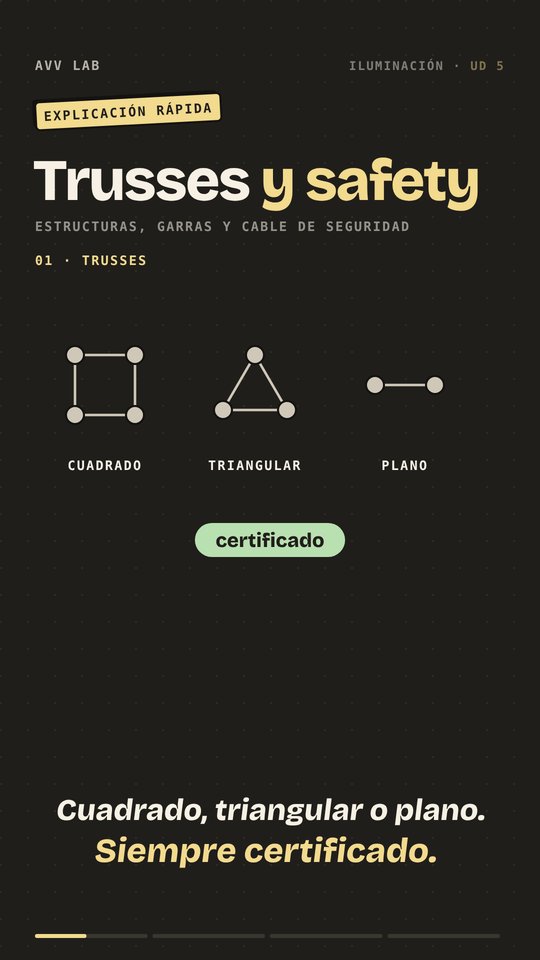 AVV LAB
ILUMINACIÓN · UD 5
EXPLICACIÓN RÁPIDA
Trusses y safety
ESTRUCTURAS, GARRAS Y CABLE DE SEGURIDAD
01 · TRUSSES
CUADRADO
TRIANGULAR
PLANO
certificado
Cuadrado, triangular o plano.
Siempre certificado.